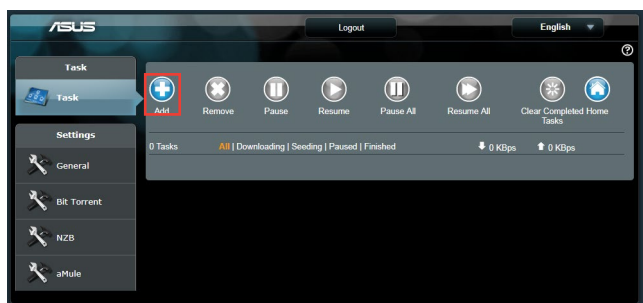 ASUS
Logout
English
?
Task
Task
Add
Remove
Pause
Resume
Pause All
Resume All
Clear Completed Tasks
Home
Settings
0 Tasks
All | Downloading | Seeding | Paused | Finished
0 KBps
0 KBps
General
Bit Torrent
NZB
aMule